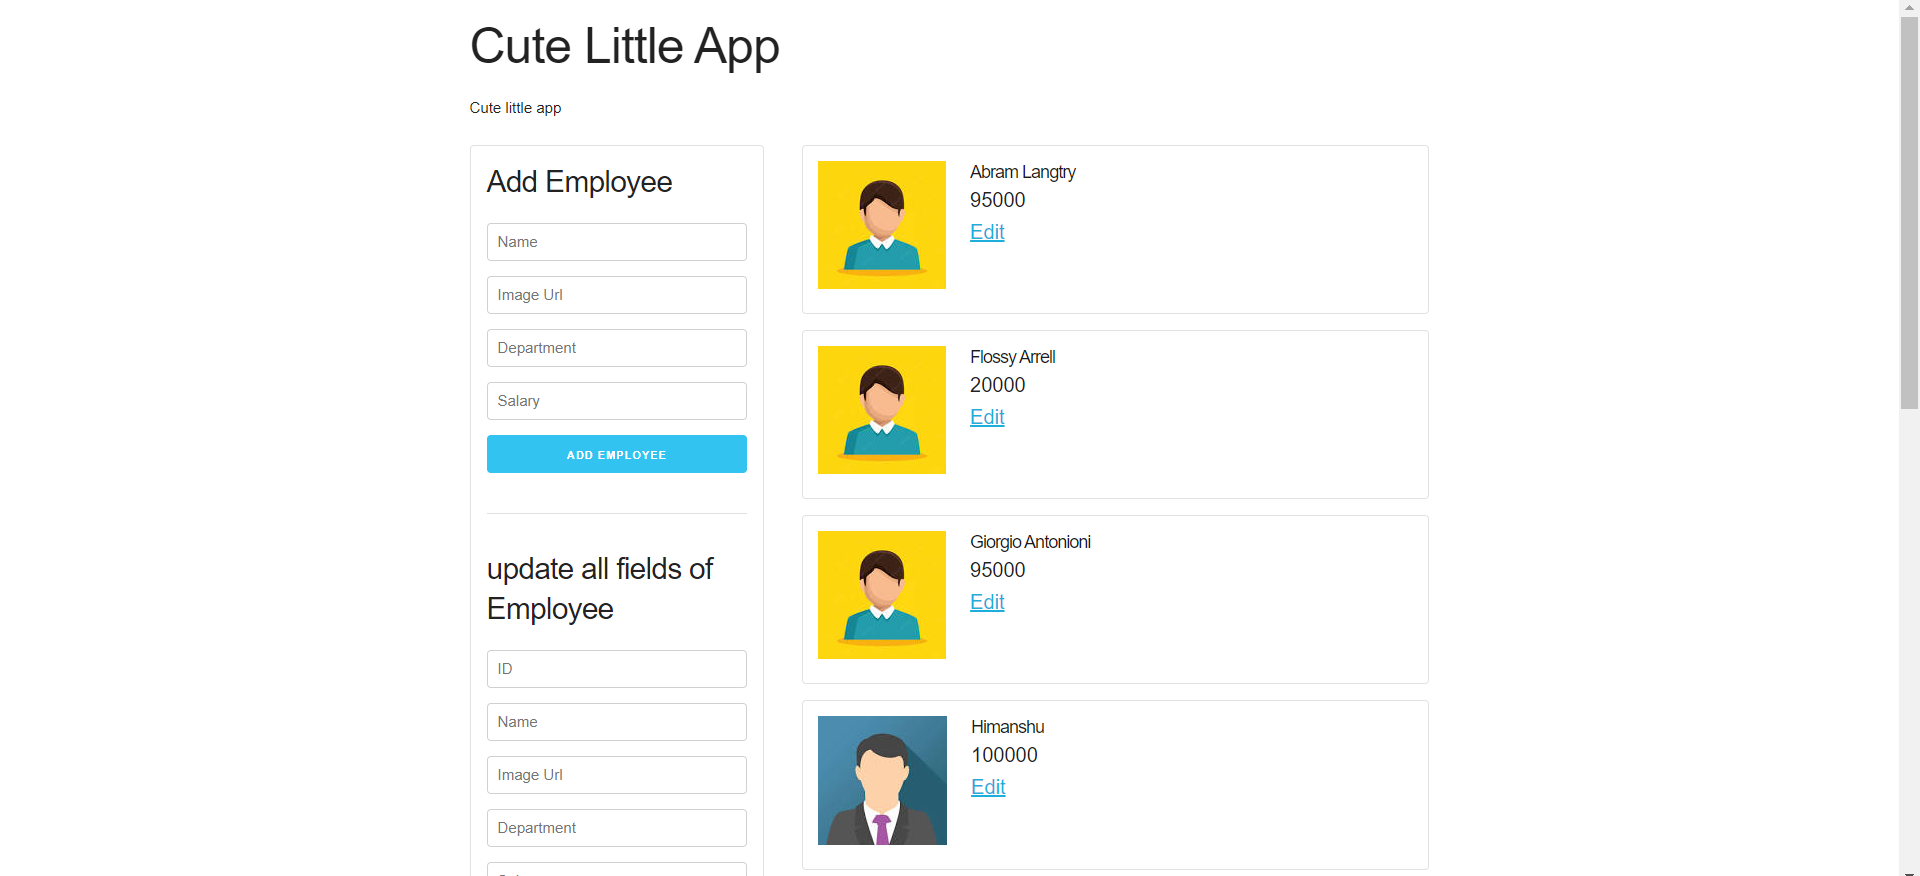 Cute Little App
Cute little app
Add Employee
Name
Image Url
Department
Salary
ADD EMPLOYEE
update all fields of
Employee
ID
Name
Image Url
Department
Abram Langtry
95000
Edit
Flossy Arrell
20000
Edit
Giorgio Antonioni
95000
Edit
Himanshu
100000
Edit